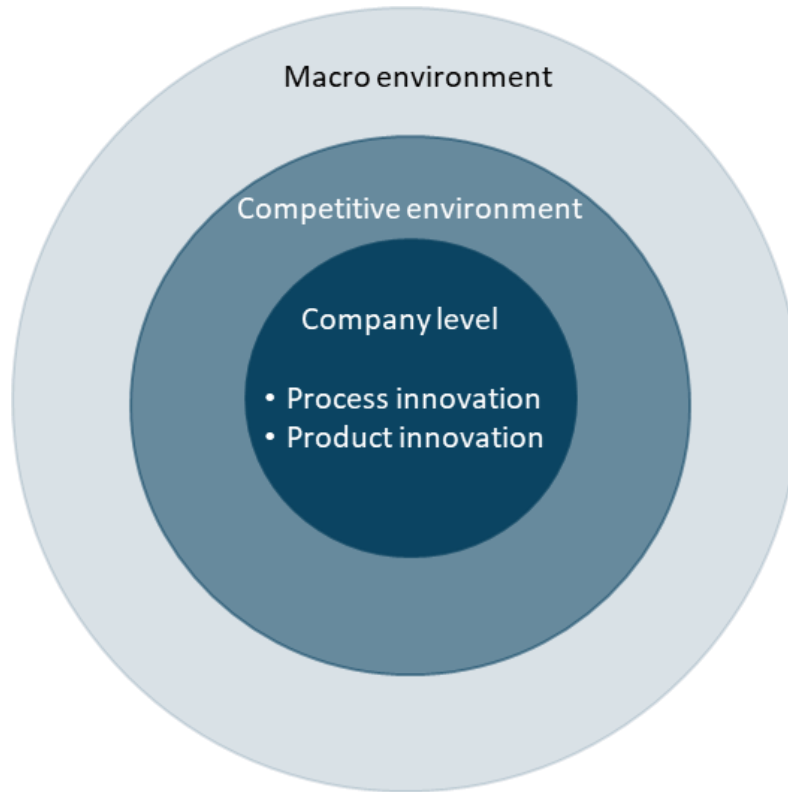 Macro environment
Competitive environment
Company level
• Process innovation
• Product innovation